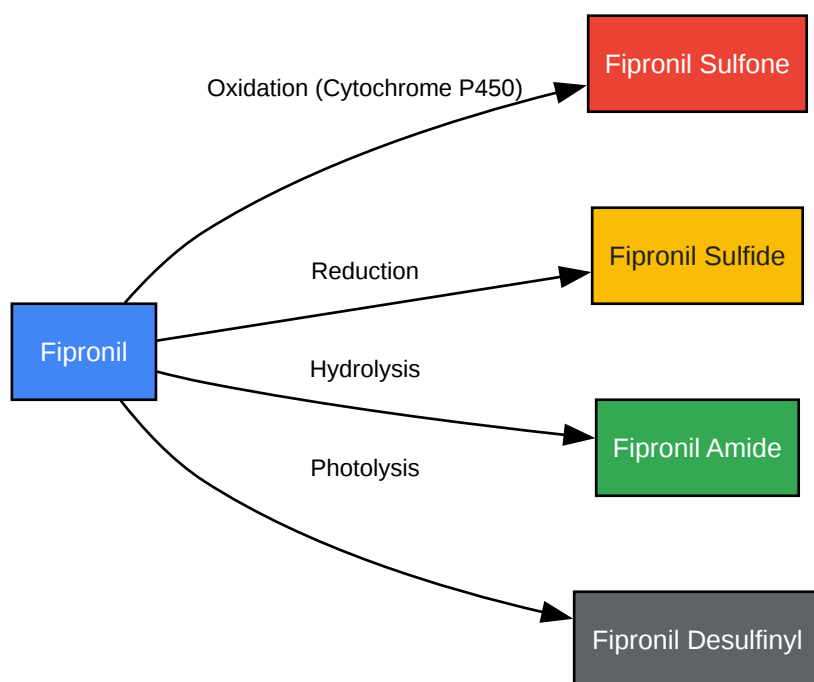 Fipronil Sulfone
Oxidation (Cytochrome P450)
Fipronil Sulfide
Reduction
Fipronil
Hydrolysis
Fipronil Amide
Photolysis
Fipronil Desulfinyl